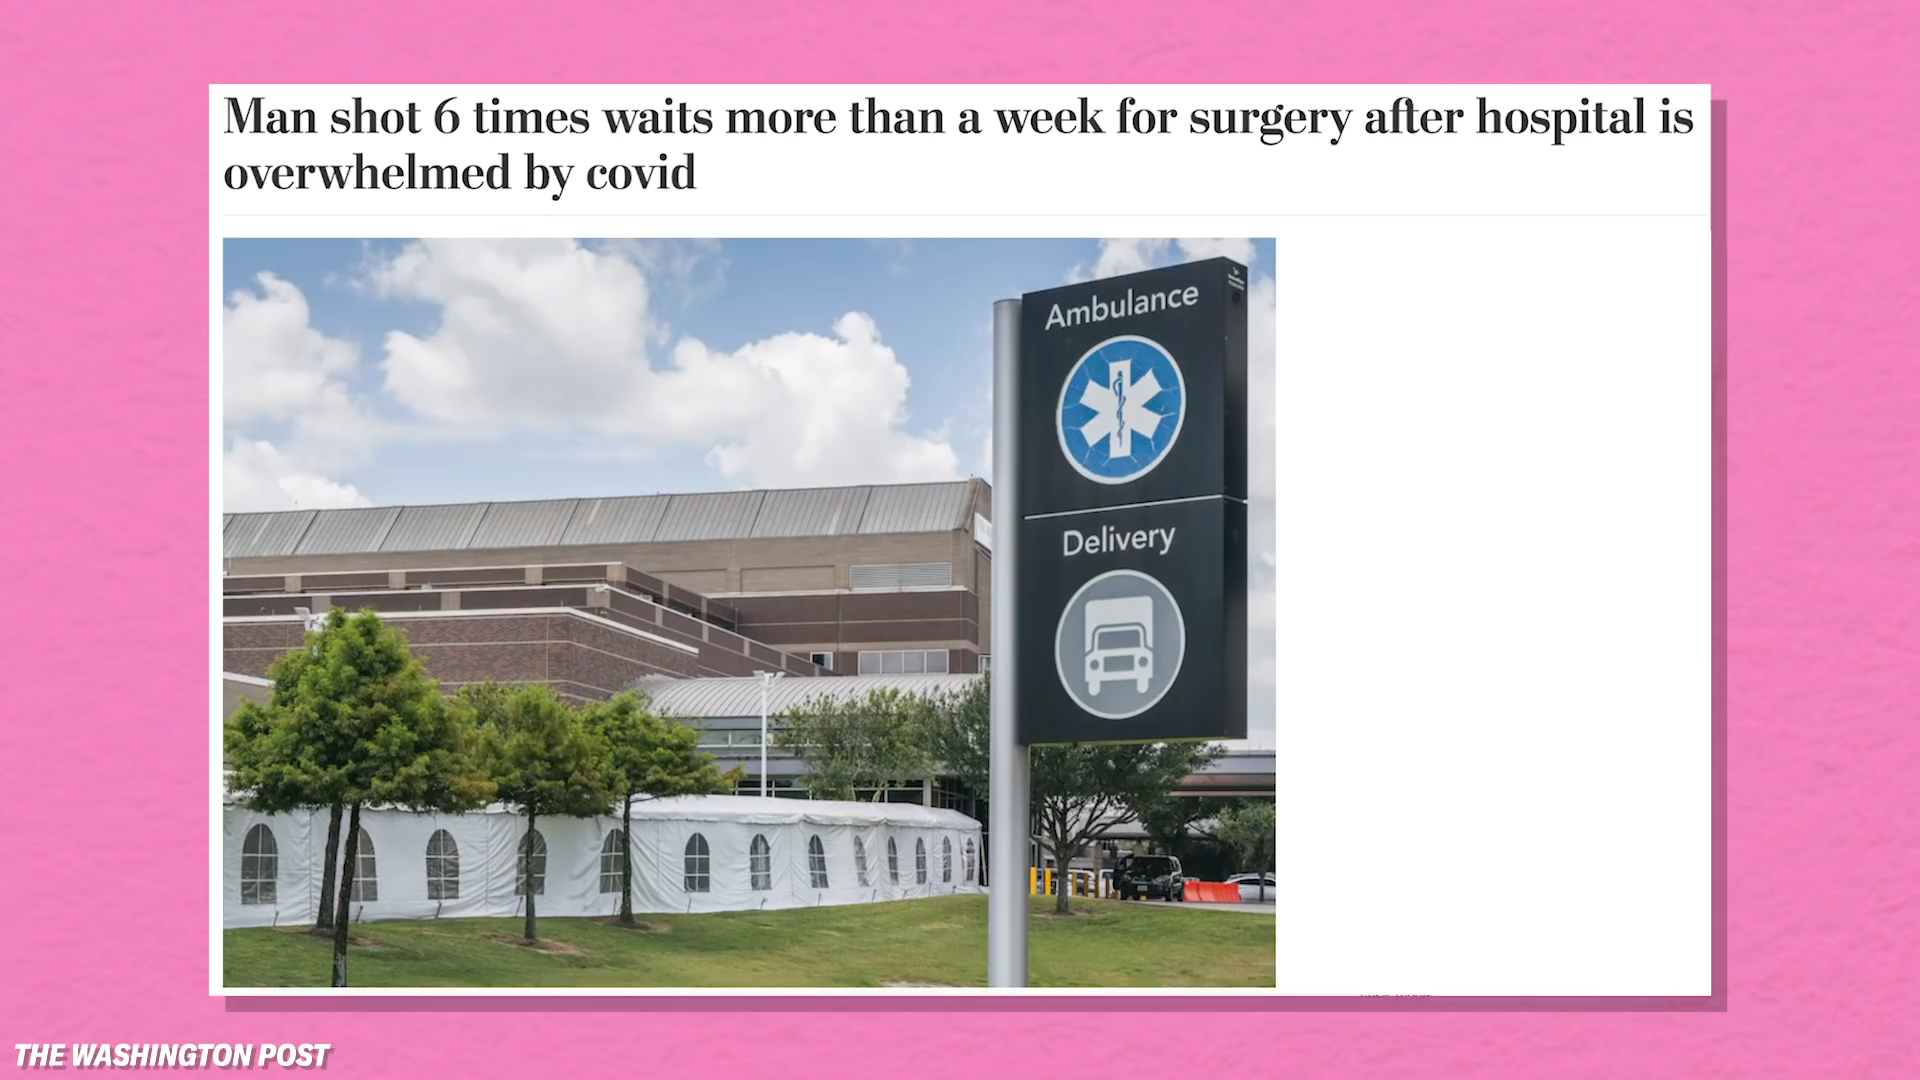 Man shot 6 times waits more than a week for surgery after hospital is
overwhelmed by covid
Ambulance
Delivery
THE WASHINGTON POST